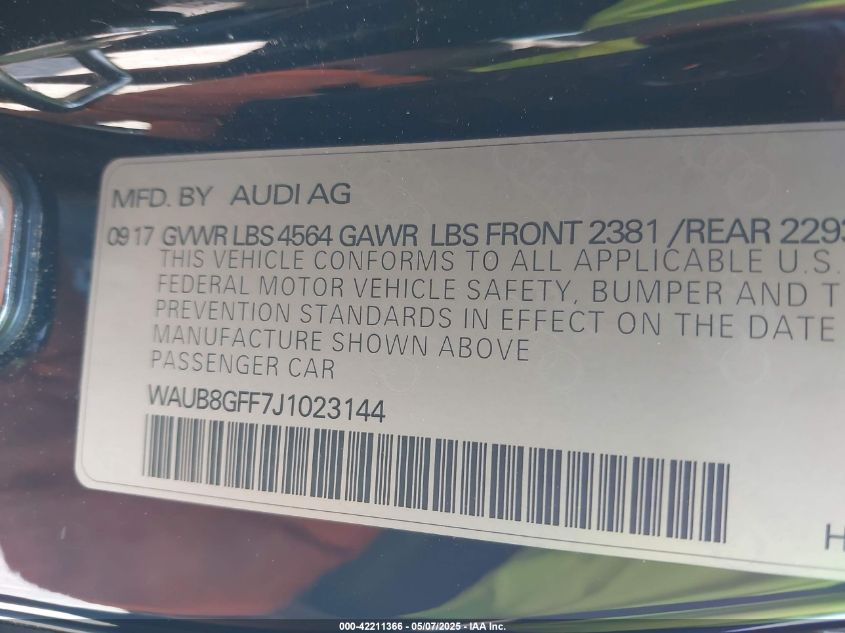 MFD. BY AUDI AG
09 17 GVWR LBS 4564 GAWR LBS FRONT 2381 /REAR 2293
THIS VEHICLE CONFORMS TO ALL APPLICABLE U.S.
FEDERAL MOTOR VEHICLE SAFETY, BUMPER AND T
PREVENTION STANDARDS IN EFFECT ON THE DATE
MANUFACTURE SHOWN ABOVE
PASSENGER CAR
WAUB8GFF7J1023144
H
000-42211366 - 05/07/2025 - IAA Inc.